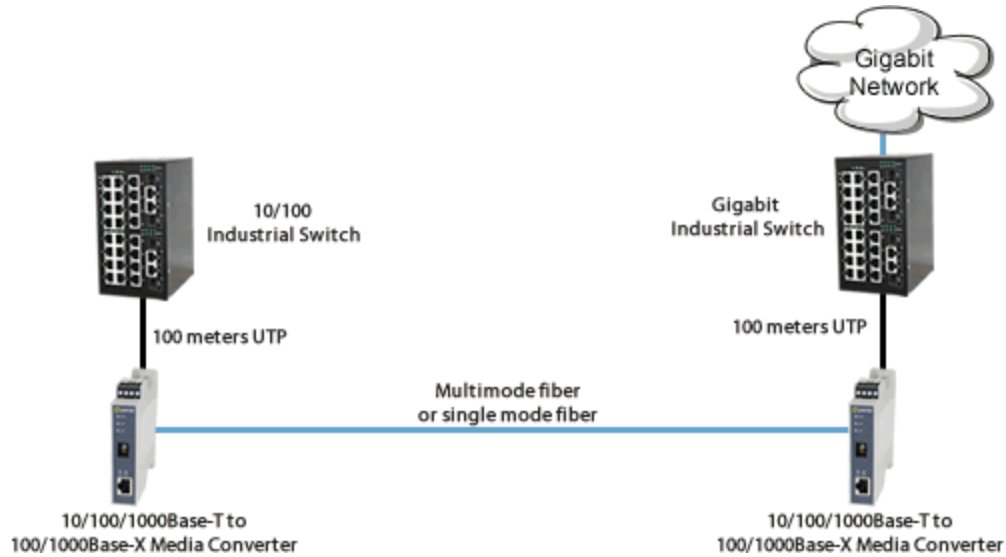 Gigabit
Network
10/100
Industrial Switch
Gigabit
Industrial Switch
100 meters UTP
100 meters UTP
Multimode fiber
or single mode fiber
10/100/1000Base-T to
100/1000Base-X Media Converter
10/100/1000Base-T to
100/1000Base-X Media Converter